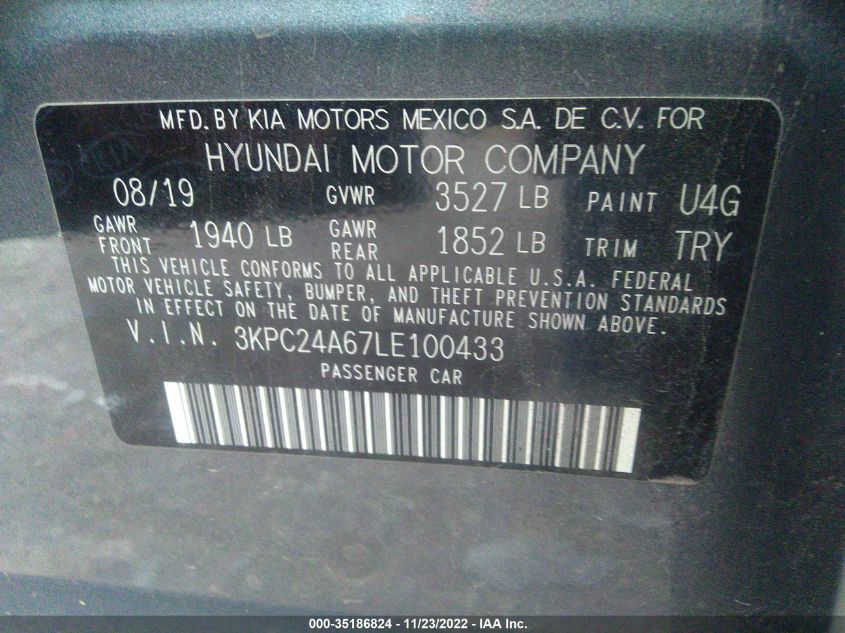 MFD. BY KIA MOTORS MEXICO S.A. DE C.V. FOR
HYUNDAI MOTOR COMPANY
08/19 GVWR 3527 LB PAINT U4G
GAWR FRONT 1940 LB GAWR REAR 1852 LB TRIM TRY
THIS VEHICLE CONFORMS TO ALL APPLICABLE U.S.A. FEDERAL
MOTOR VEHICLE SAFETY, BUMPER, AND THEFT PREVENTION STANDARDS
IN EFFECT ON THE DATE OF MANUFACTURE SHOWN ABOVE.
V.I.N. 3KPC24A67LE100433
PASSENGER CAR
000-35186824 - 11/23/2022 - IAA Inc.